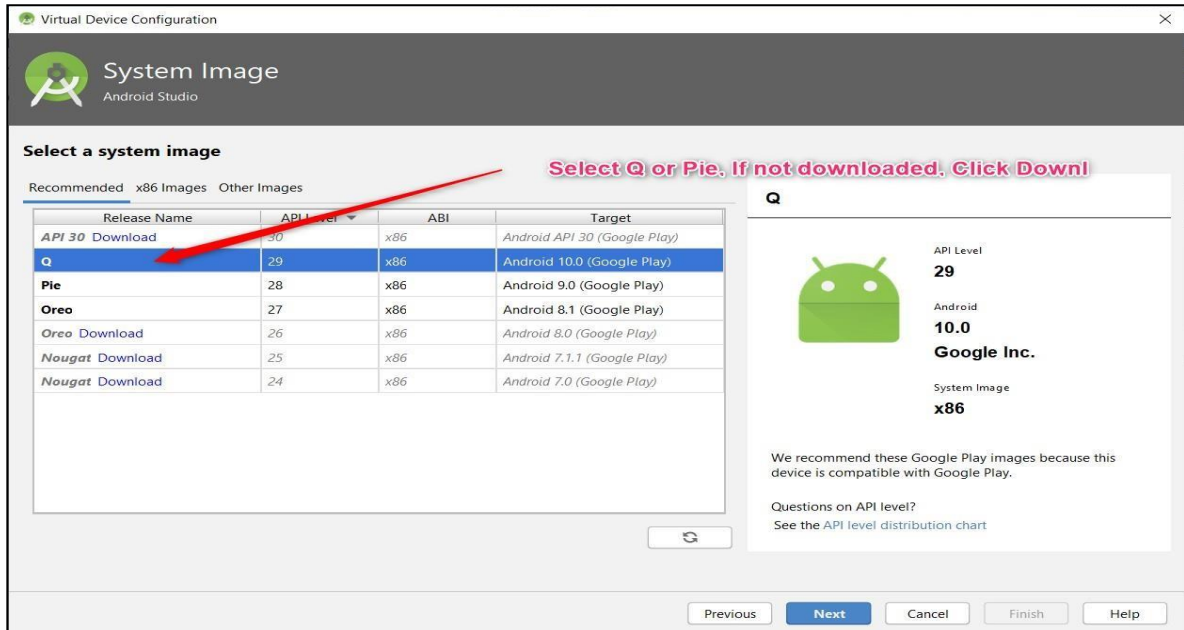 Virtual Device Configuration
System Image
Android Studio
Select a system image
Select Q or Pie, If not downloaded, Click Downl
Recommended x86 Images Other Images
Release Name API Level ABI Target
API 30 Download 30 x86 Android API 30 (Google Play)
Q 29 x86 Android 10.0 (Google Play)
Pie 28 x86 Android 9.0 (Google Play)
Oreo 27 x86 Android 8.1 (Google Play)
Oreo Download 26 x86 Android 8.0 (Google Play)
Nougat Download 25 x86 Android 7.1.1 (Google Play)
Nougat Download 24 x86 Android 7.0 (Google Play)
Q
API Level
29
Android
10.0
Google Inc.
System Image
x86
We recommend these Google Play images because this
device is compatible with Google Play.
Questions on API level?
See the API level distribution chart
Previous Next Cancel Finish Help